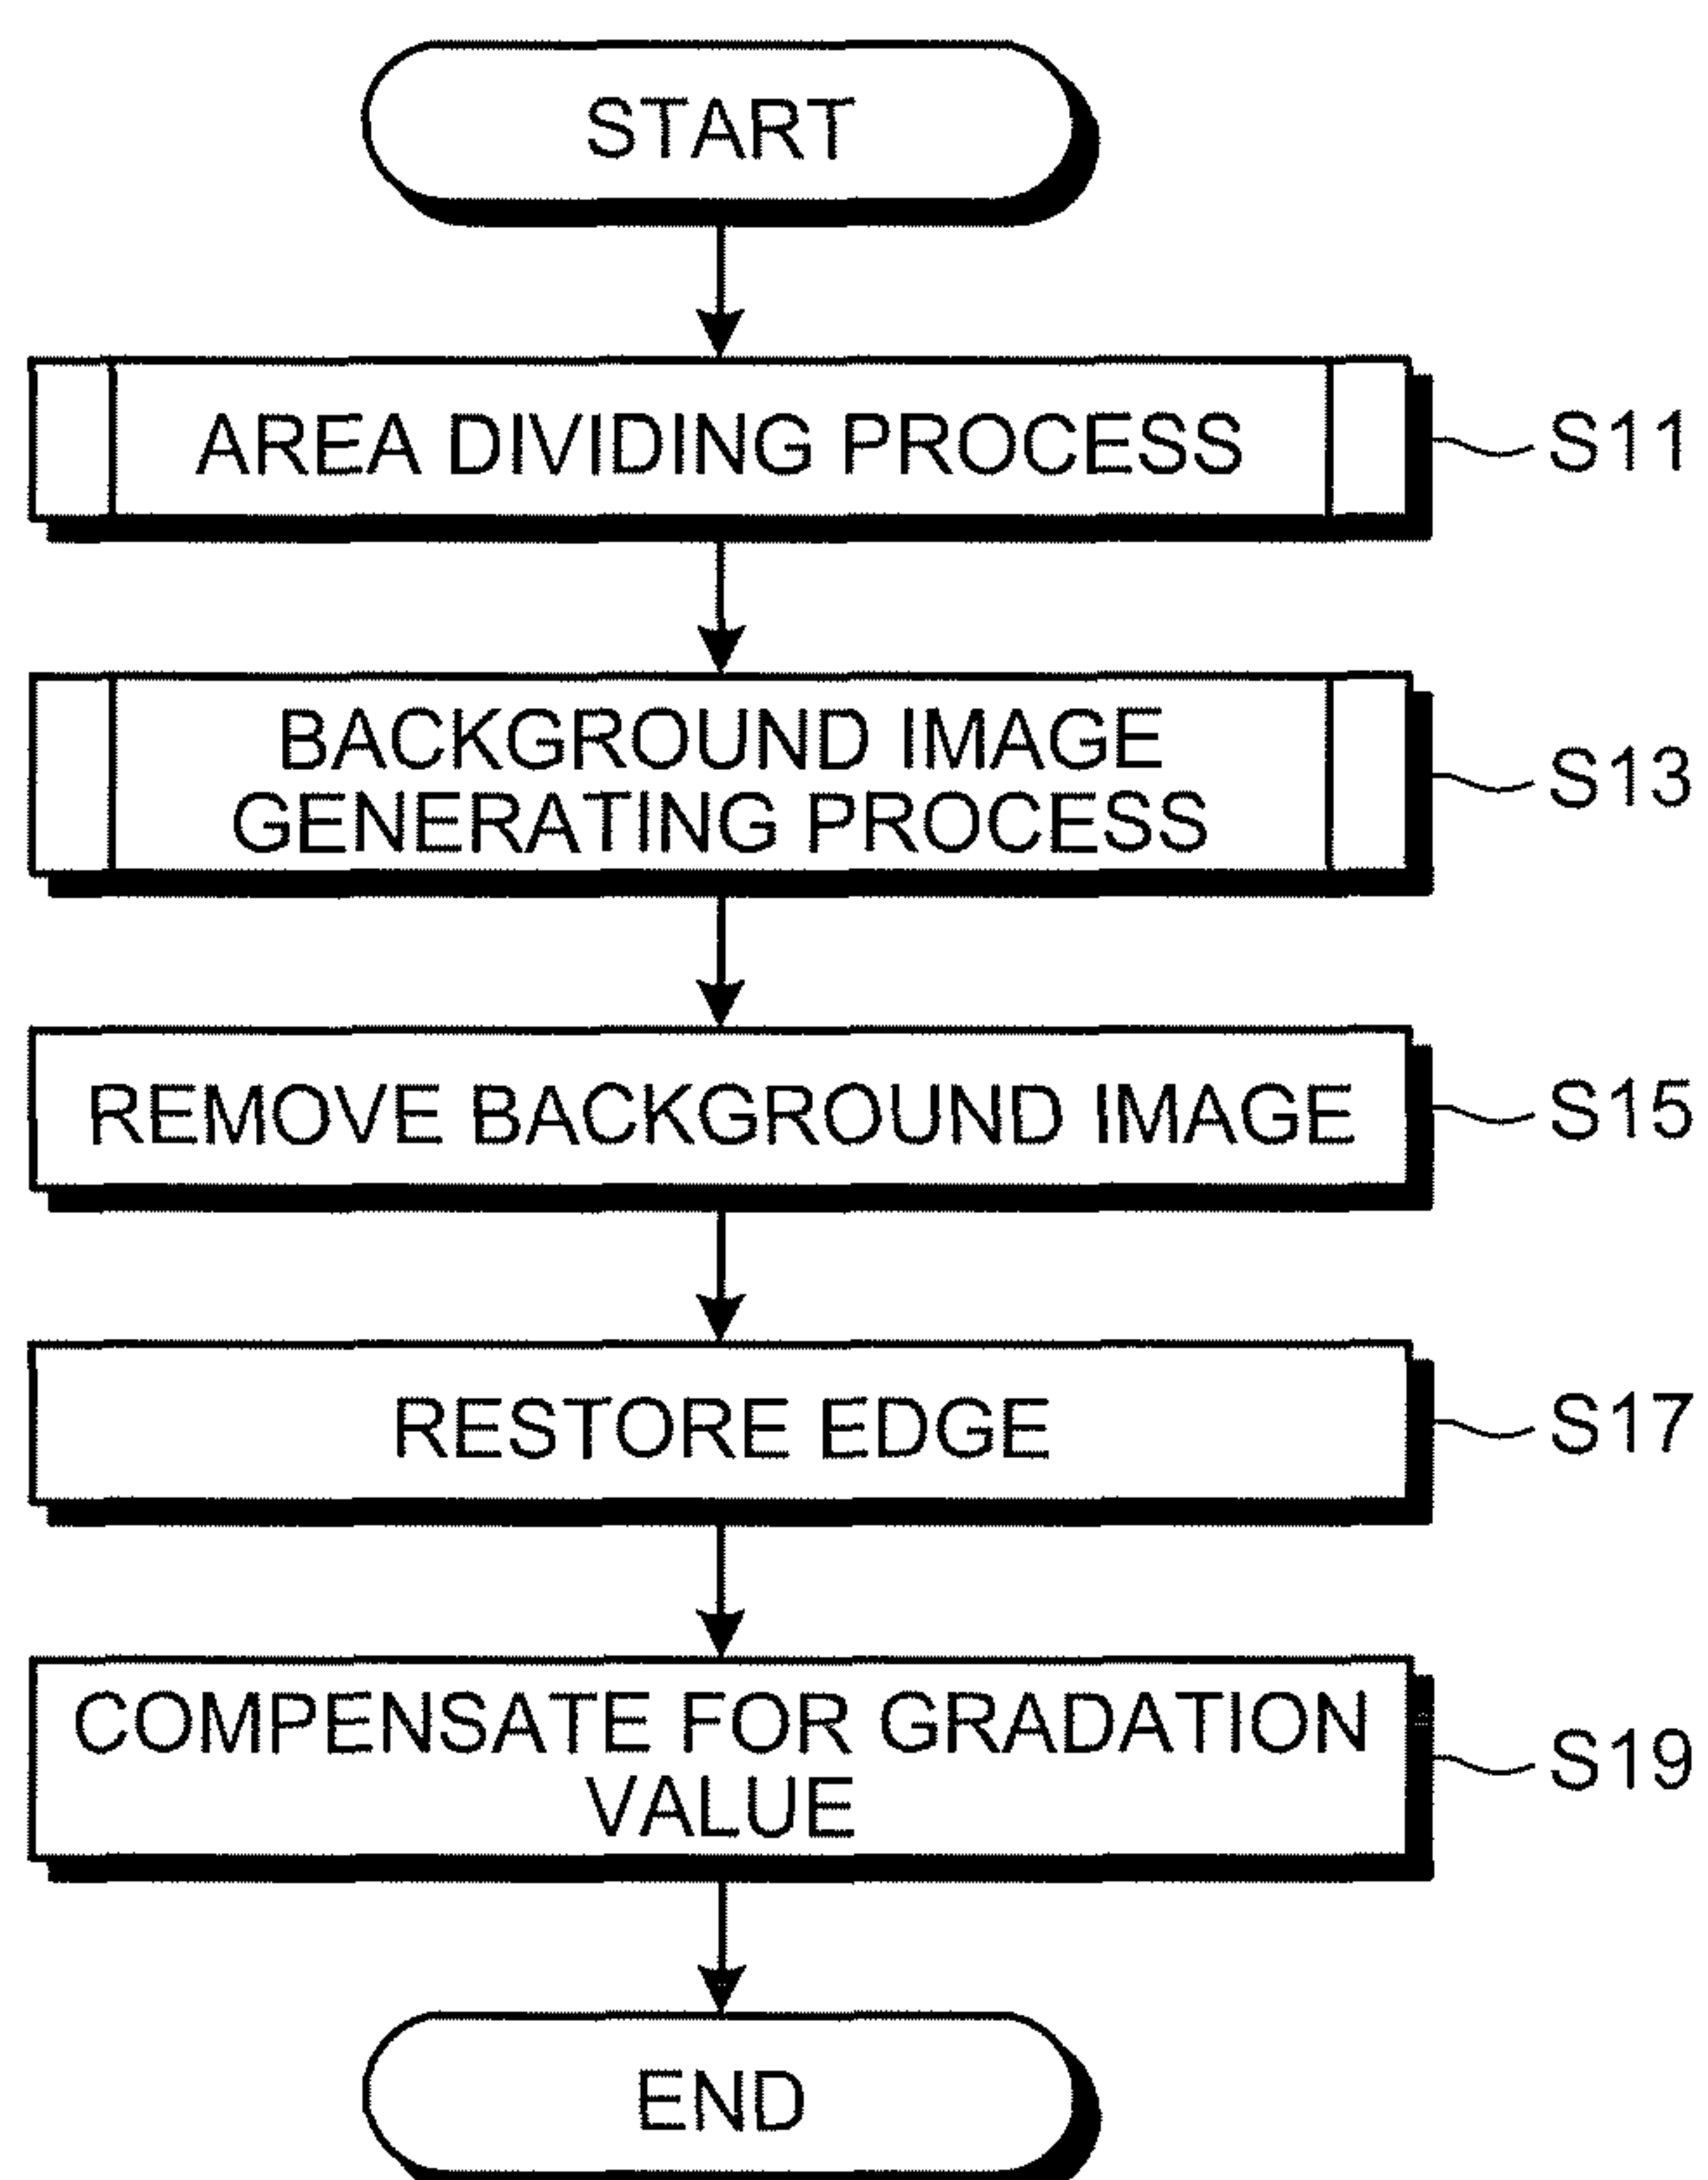 START
AREA DIVIDING PROCESS
S11
BACKGROUND IMAGE
GENERATING PROCESS
S13
REMOVE BACKGROUND IMAGE
S15
RESTORE EDGE
S17
COMPENSATE FOR GRADATION
VALUE
S19
END